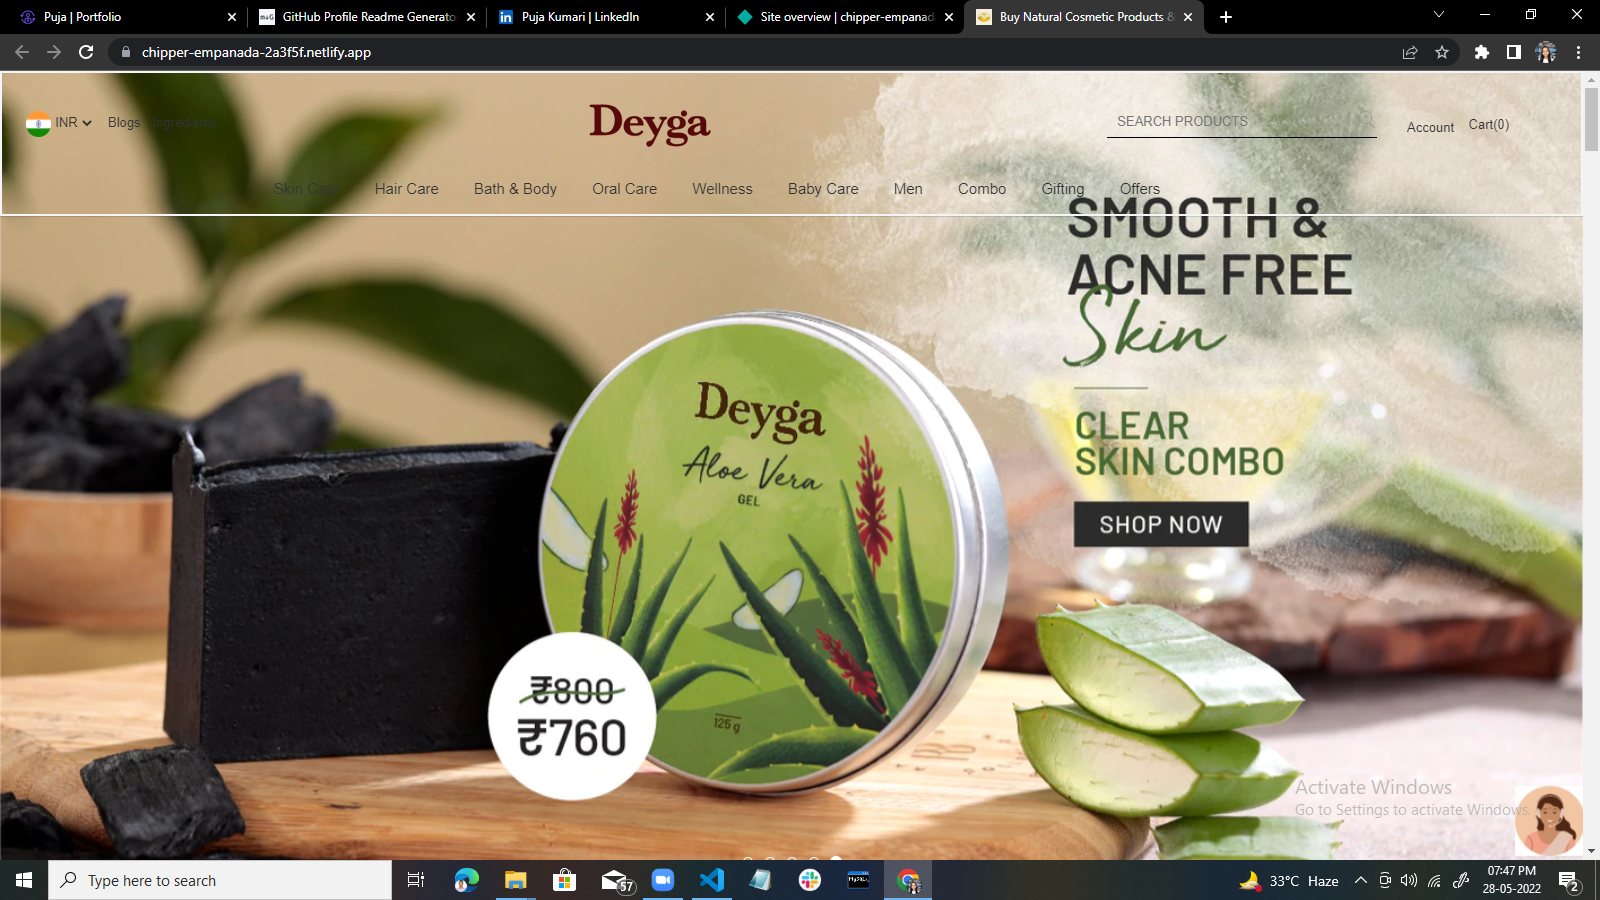 Puja | Portfolio
GitHub Profile Readme Generator
Puja Kumari | LinkedIn
Site overview | chipper-empanad
Buy Natural Cosmetic Products &
chipper-empanada-2a3f5f.netlify.app
INR
Blogs
Ingredients
Deyga
SEARCH PRODUCTS
Account
Cart(0)
Skin Care
Hair Care
Bath & Body
Oral Care
Wellness
Baby Care
Men
Combo
Gifting
Offers
SMOOTH &
ACNE FREE
Skin
CLEAR
SKIN COMBO
SHOP NOW
Deyga
Aloe Vera
GEL
125 g
₹800
₹760
Activate Windows
Go to Settings to activate Windows.
Type here to search
57
MySQL
33°C Haze
07:47 PM
28-05-2022
2